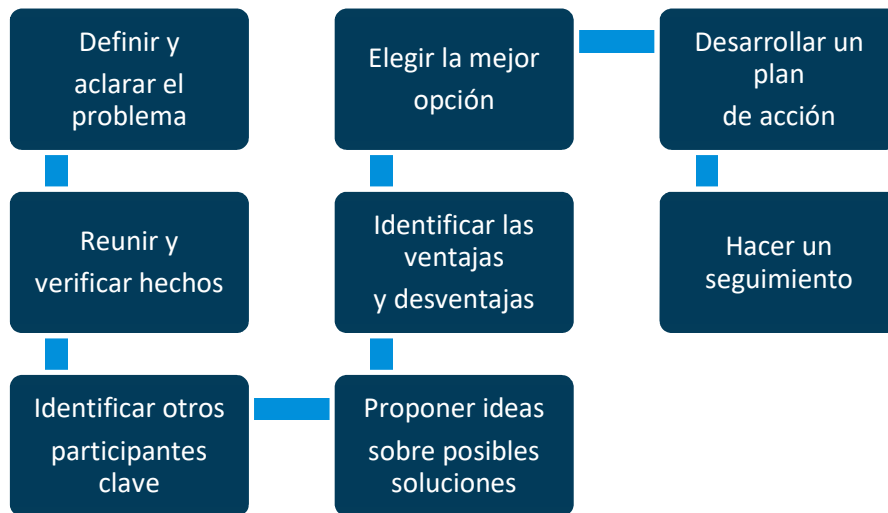 Definir y
aclarar el
problema
Reunir y
verificar hechos
Identificar otros
participantes
clave
Proponer ideas
sobre posibles
soluciones
Identificar las
ventajas
y desventajas
Elegir la mejor
opción
Desarrollar un
plan
de acción
Hacer un
seguimiento